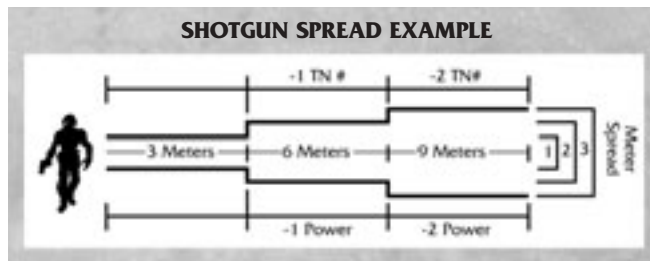 SHOTGUN SPREAD EXAMPLE
-1 TN # -2 TN#
3 Meters 6 Meters 9 Meters 1 2 3
Meter
Spread
-1 Power -2 Power